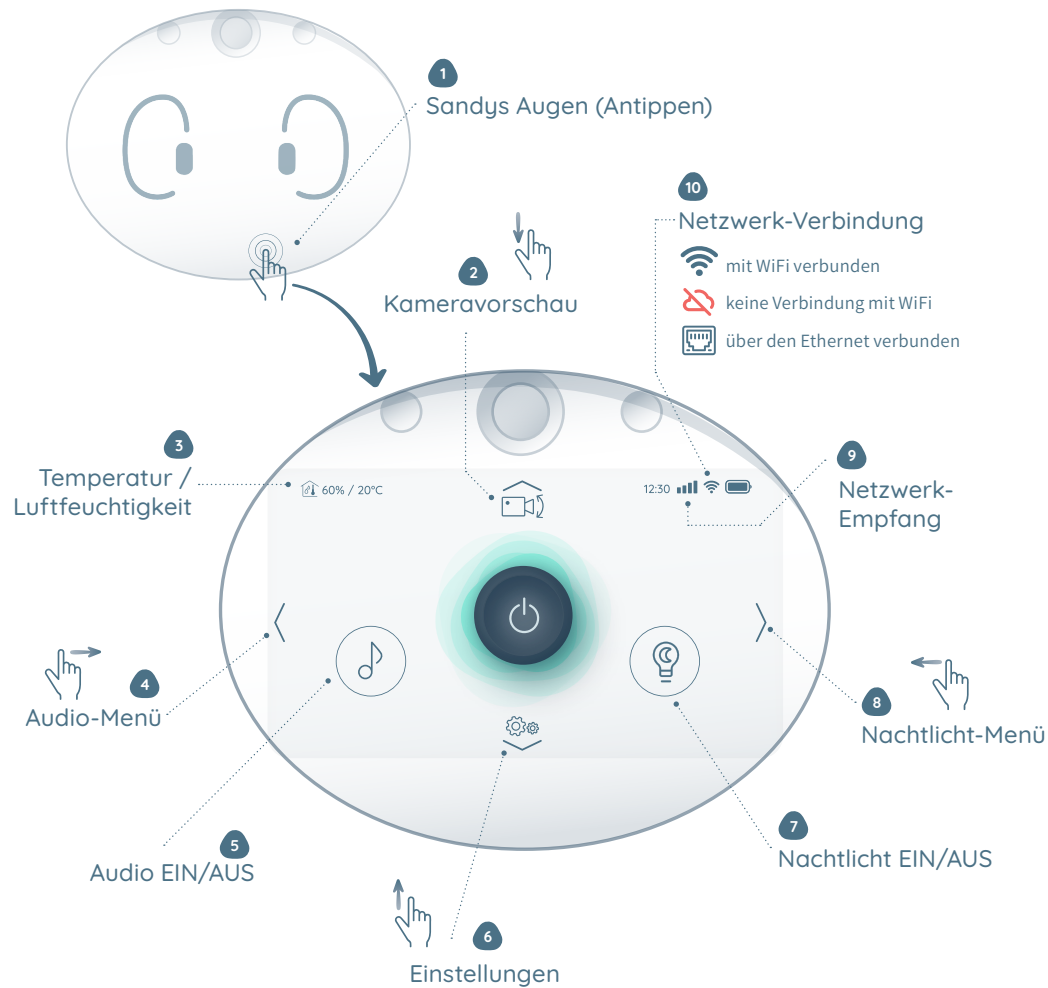 1
Sandys Augen (Antippen)
10
Netzwerk-Verbindung
mit WiFi verbunden
keine Verbindung mit WiFi
über den Ethernet verbunden
2
Kameravorschau
3
Temperatur /
Luftfeuchtigkeit
60% / 20°C
12:30
9
Netzwerk-
Empfang
4
Audio-Menü
8
Nachtlicht-Menü
5
Audio EIN/AUS
7
Nachtlicht EIN/AUS
6
Einstellungen